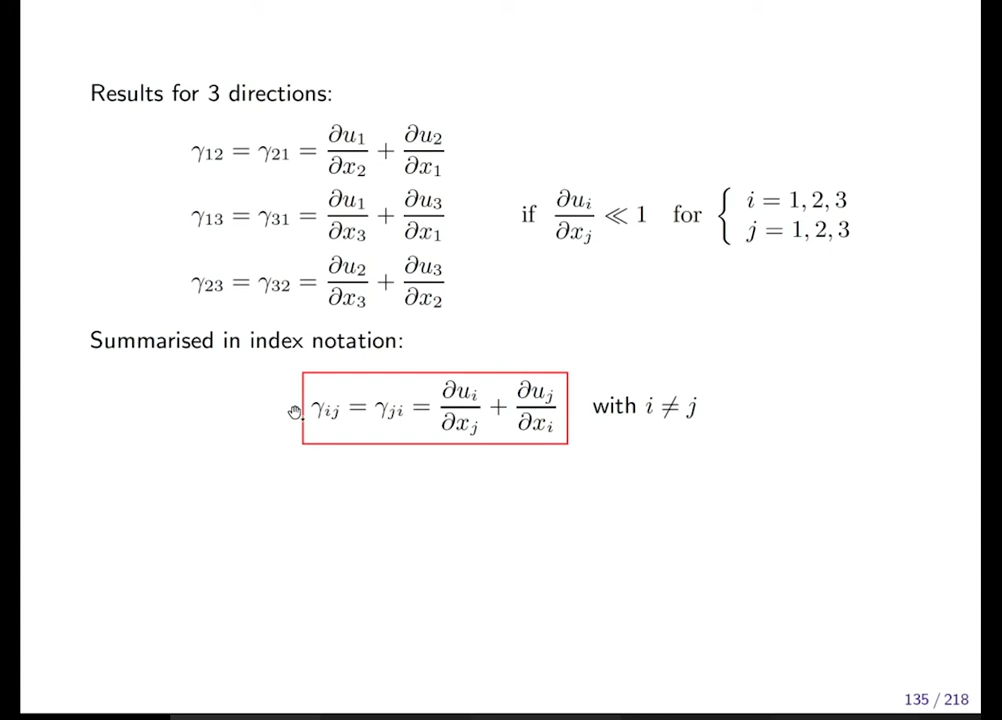 Results for 3 directions:
γ₁₂ = γ₂₁ = ∂u₁/∂x₂ + ∂u₂/∂x₁
γ₁₃ = γ₃₁ = ∂u₁/∂x₃ + ∂u₃/∂x₁ if ∂uᵢ/∂xⱼ ≪ 1 for { i = 1, 2, 3 j = 1, 2, 3
γ₂₃ = γ₃₂ = ∂u₂/∂x₃ + ∂u₃/∂x₂
Summarised in index notation:
γᵢⱼ = γⱼᵢ = ∂uᵢ/∂xⱼ + ∂uⱼ/∂xᵢ with i ≠ j
135 / 218